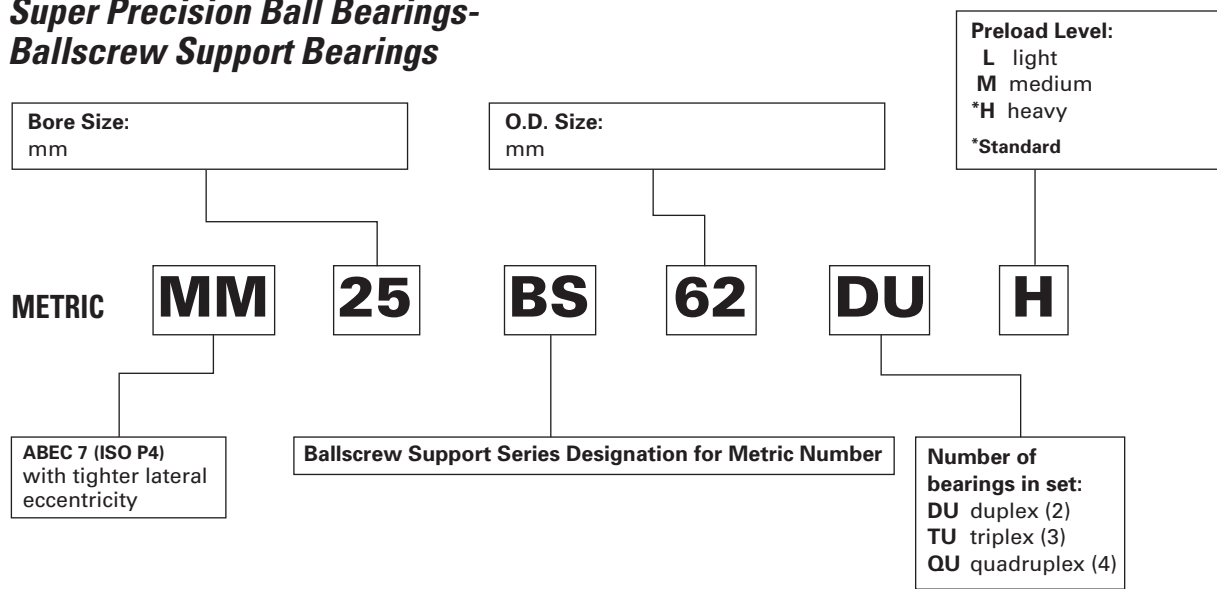 Super Precision Ball Bearings-
Ballscrew Support Bearings
Preload Level:
L light
M medium
*H heavy
*Standard
Bore Size:
mm
O.D. Size:
mm
METRIC MM 25 BS 62 DU H
ABEC 7 (ISO P4)
with tighter lateral
eccentricity
Ballscrew Support Series Designation for Metric Number
Number of
bearings in set:
DU duplex (2)
TU triplex (3)
QU quadruplex (4)